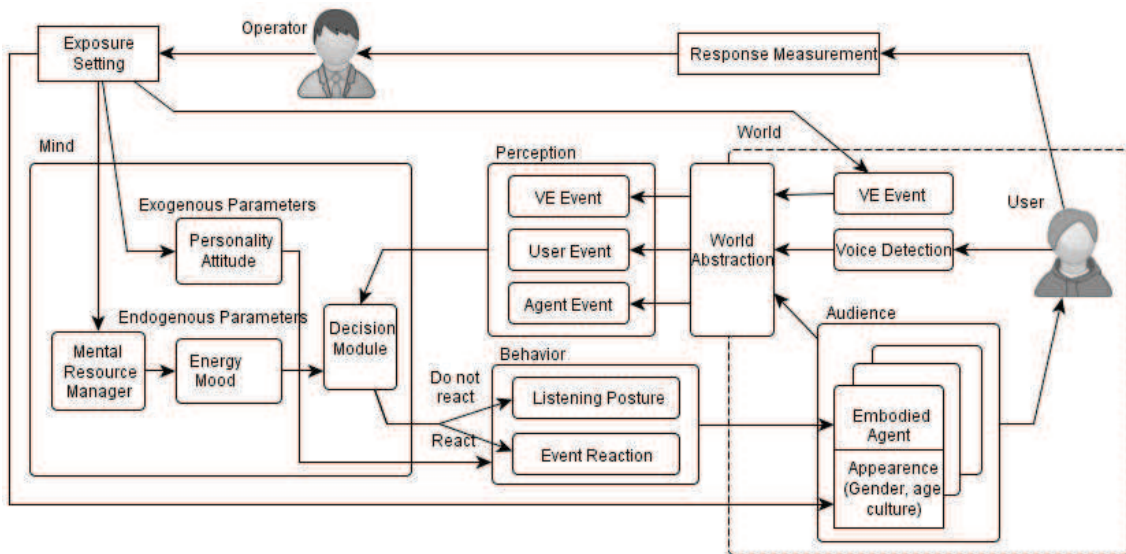 Operator
Exposure
Setting
Response Measurement
World
Mind
Perception
VE Event
VE Event
User
Exogenous Parameters
Personality
Attitude
User Event
World
Abstraction
Voice Detection
Agent Event
Endogenous Parameters
Decision
Module
Audience
Mental
Resource
Manager
Energy
Mood
Behavior
Do not
react
Listening Posture
Embodied
Agent
React
Event Reaction
Appearence
(Gender, age
culture)